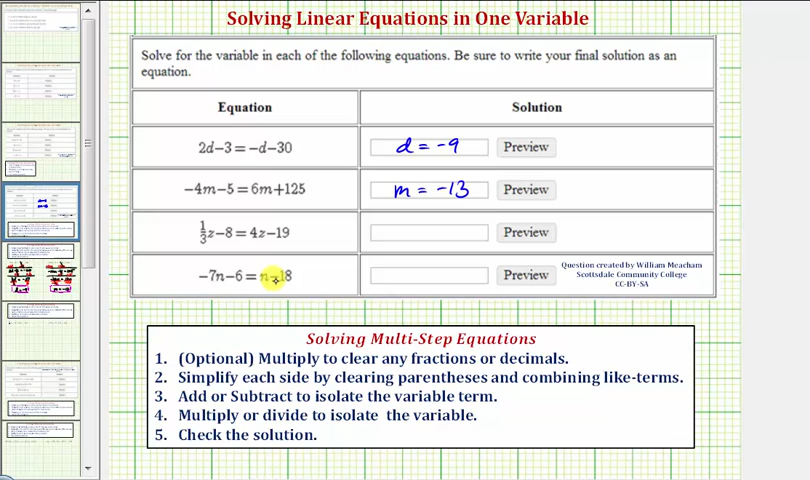 Solving Linear Equations in One Variable
Solve for the variable in each of the following equations. Be sure to write your final solution as an
equation.
Equation Solution
2d−3=−d−30 d = -9 Preview
−4m−5=6m+125 m = -13 Preview
1/3 z−8=4z−19 Preview
−7n−6=n−18 Preview
Question created by William Meacham
Scottsdale Community College
CC-BY-SA
Solving Multi-Step Equations
1. (Optional) Multiply to clear any fractions or decimals.
2. Simplify each side by clearing parentheses and combining like-terms.
3. Add or Subtract to isolate the variable term.
4. Multiply or divide to isolate the variable.
5. Check the solution.